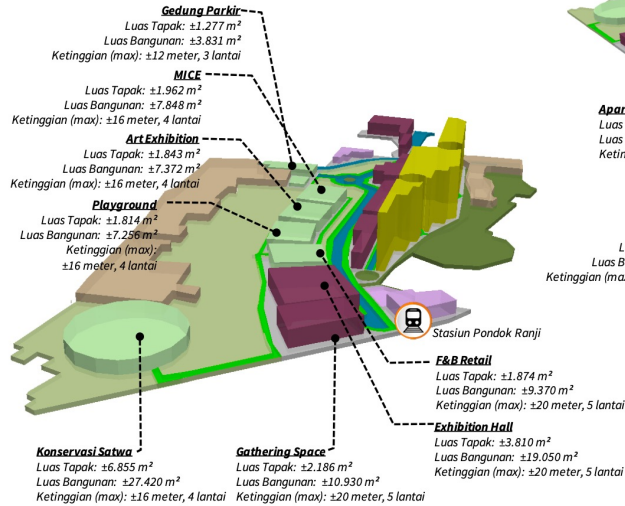 Gedung Parkir
Luas Tapak: ±1.277 m²
Luas Bangunan: ±3.831 m²
Ketinggian (max): ±12 meter, 3 lantai
MICE
Luas Tapak: ±1.962 m²
Luas Bangunan: ±7.848 m²
Ketinggian (max): ±16 meter, 4 lantai
Art Exhibition
Luas Tapak: ±1.843 m²
Luas Bangunan: ±7.372 m²
Ketinggian (max): ±16 meter, 4 lantai
Playground
Luas Tapak: ±1.814 m²
Luas Bangunan: ±7.256 m²
Ketinggian (max):
±16 meter, 4 lantai
Stasiun Pondok Ranji
F&B Retail
Luas Tapak: ±1.874 m²
Luas Bangunan: ±9.370 m²
Ketinggian (max): ±20 meter, 5 lantai
Exhibition Hall
Luas Tapak: ±3.810 m²
Luas Bangunan: ±19.050 m²
Ketinggian (max): ±20 meter, 5 lantai
Konservasi Satwa
Luas Tapak: ±6.855 m²
Luas Bangunan: ±27.420 m²
Ketinggian (max): ±16 meter, 4 lantai
Gathering Space
Luas Tapak: ±2.186 m²
Luas Bangunan: ±10.930 m²
Ketinggian (max): ±20 meter, 5 lantai
Luas
Luas
Luas B
Ketinggian (ma